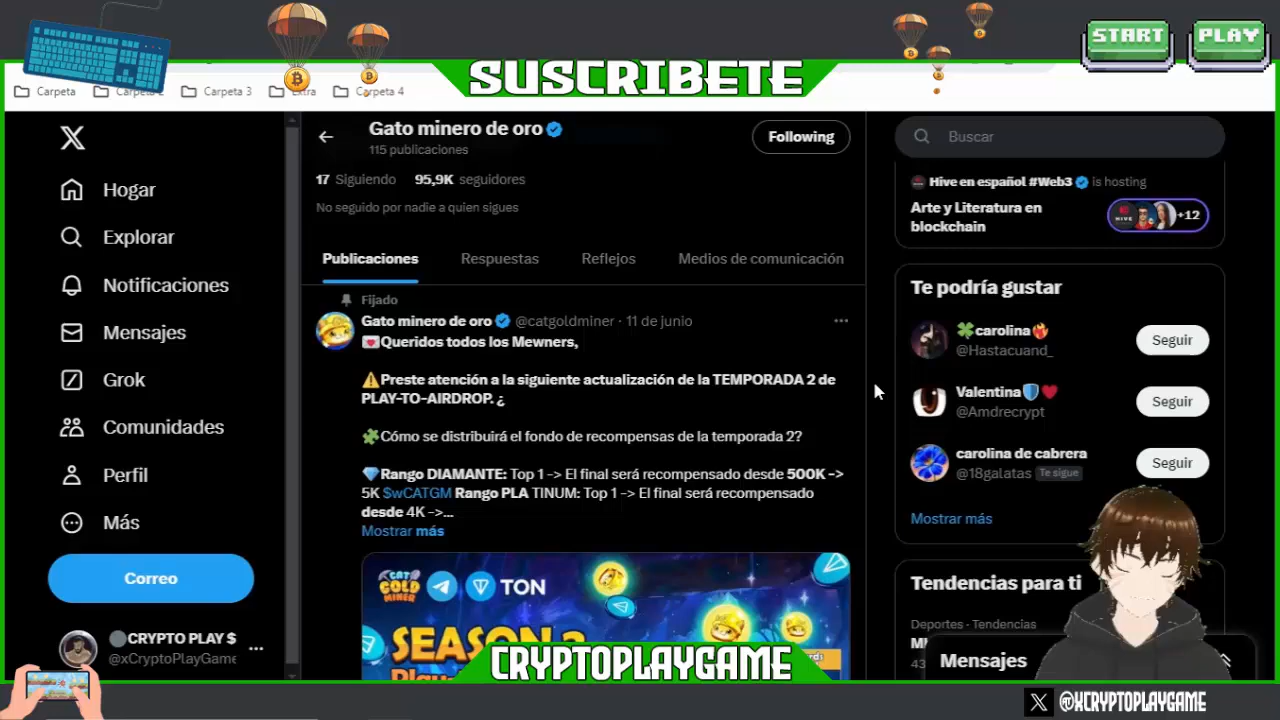 START
PLAY
SUSCRIBETE
Carpeta
Carpeta 3
Extra
Carpeta 4
Gato minero de oro
115 publicaciones
Following
Buscar
17 Siguiendo 95,9K seguidores
No seguido por nadie a quien sigues
Hive en español #Web3 is hosting
Arte y Literatura en
blockchain
HIVE
+12
Hogar
Explorar
Notificaciones
Mensajes
Grok
Comunidades
Perfil
Más
Correo
CRYPTO PLAY $
@xCryptoPlayGame
Publicaciones
Respuestas
Reflejos
Medios de comunicación
Fijado
Gato minero de oro @catgoldminer · 11 de junio
Queridos todos los Mewners,
Preste atención a la siguiente actualización de la TEMPORADA 2 de
PLAY-TO-AIRDROP. ¿
Cómo se distribuirá el fondo de recompensas de la temporada 2?
Rango DIAMANTE: Top 1 -> El final será recompensado desde 500K ->
5K $wCATGM Rango PLA TINUM: Top 1 -> El final será recompensado
desde 4K ->...
Mostrar más
CAT
GOLD
MINER
TON
SEASON 2
Te podría gustar
carolina
@Hastacuand_
Seguir
Valentina
@Amdrecrypt
Seguir
carolina de cabrera
@18galatas Te sigue
Seguir
Mostrar más
Tendencias para ti
Deportes · Tendencias
Mensajes
CRYPTOPLAYGAME
@XCRYPTOPLAYGAME